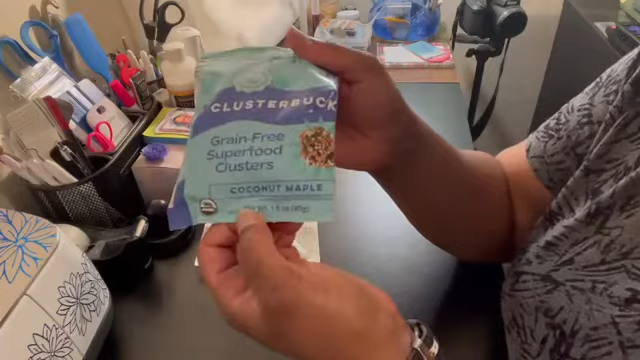 CLUSTERBUCK
Grain-Free
Superfood
Clusters
COCONUT MAPLE